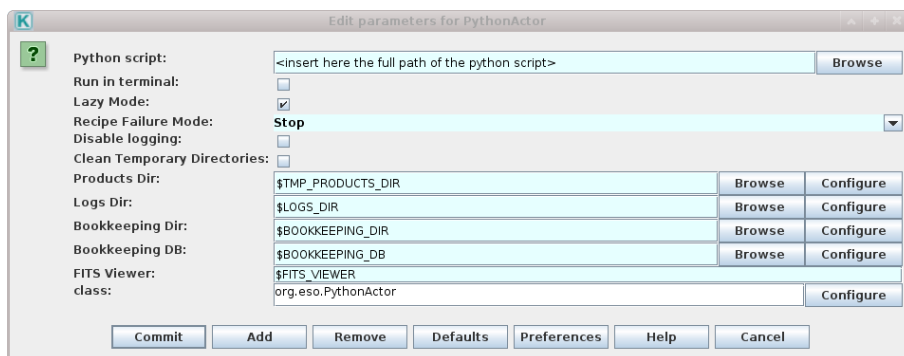 K
Edit parameters for PythonActor
?
Python script: <insert here the full path of the python script> Browse
Run in terminal:
Lazy Mode:
Recipe Failure Mode: Stop
Disable logging:
Clean Temporary Directories:
Products Dir: $TMP_PRODUCTS_DIR Browse Configure
Logs Dir: $LOGS_DIR Browse Configure
Bookkeeping Dir: $BOOKKEEPING_DIR Browse Configure
Bookkeeping DB: $BOOKKEEPING_DB Browse Configure
FITS Viewer: $FITS_VIEWER
class: org.eso.PythonActor Configure
Commit Add Remove Defaults Preferences Help Cancel